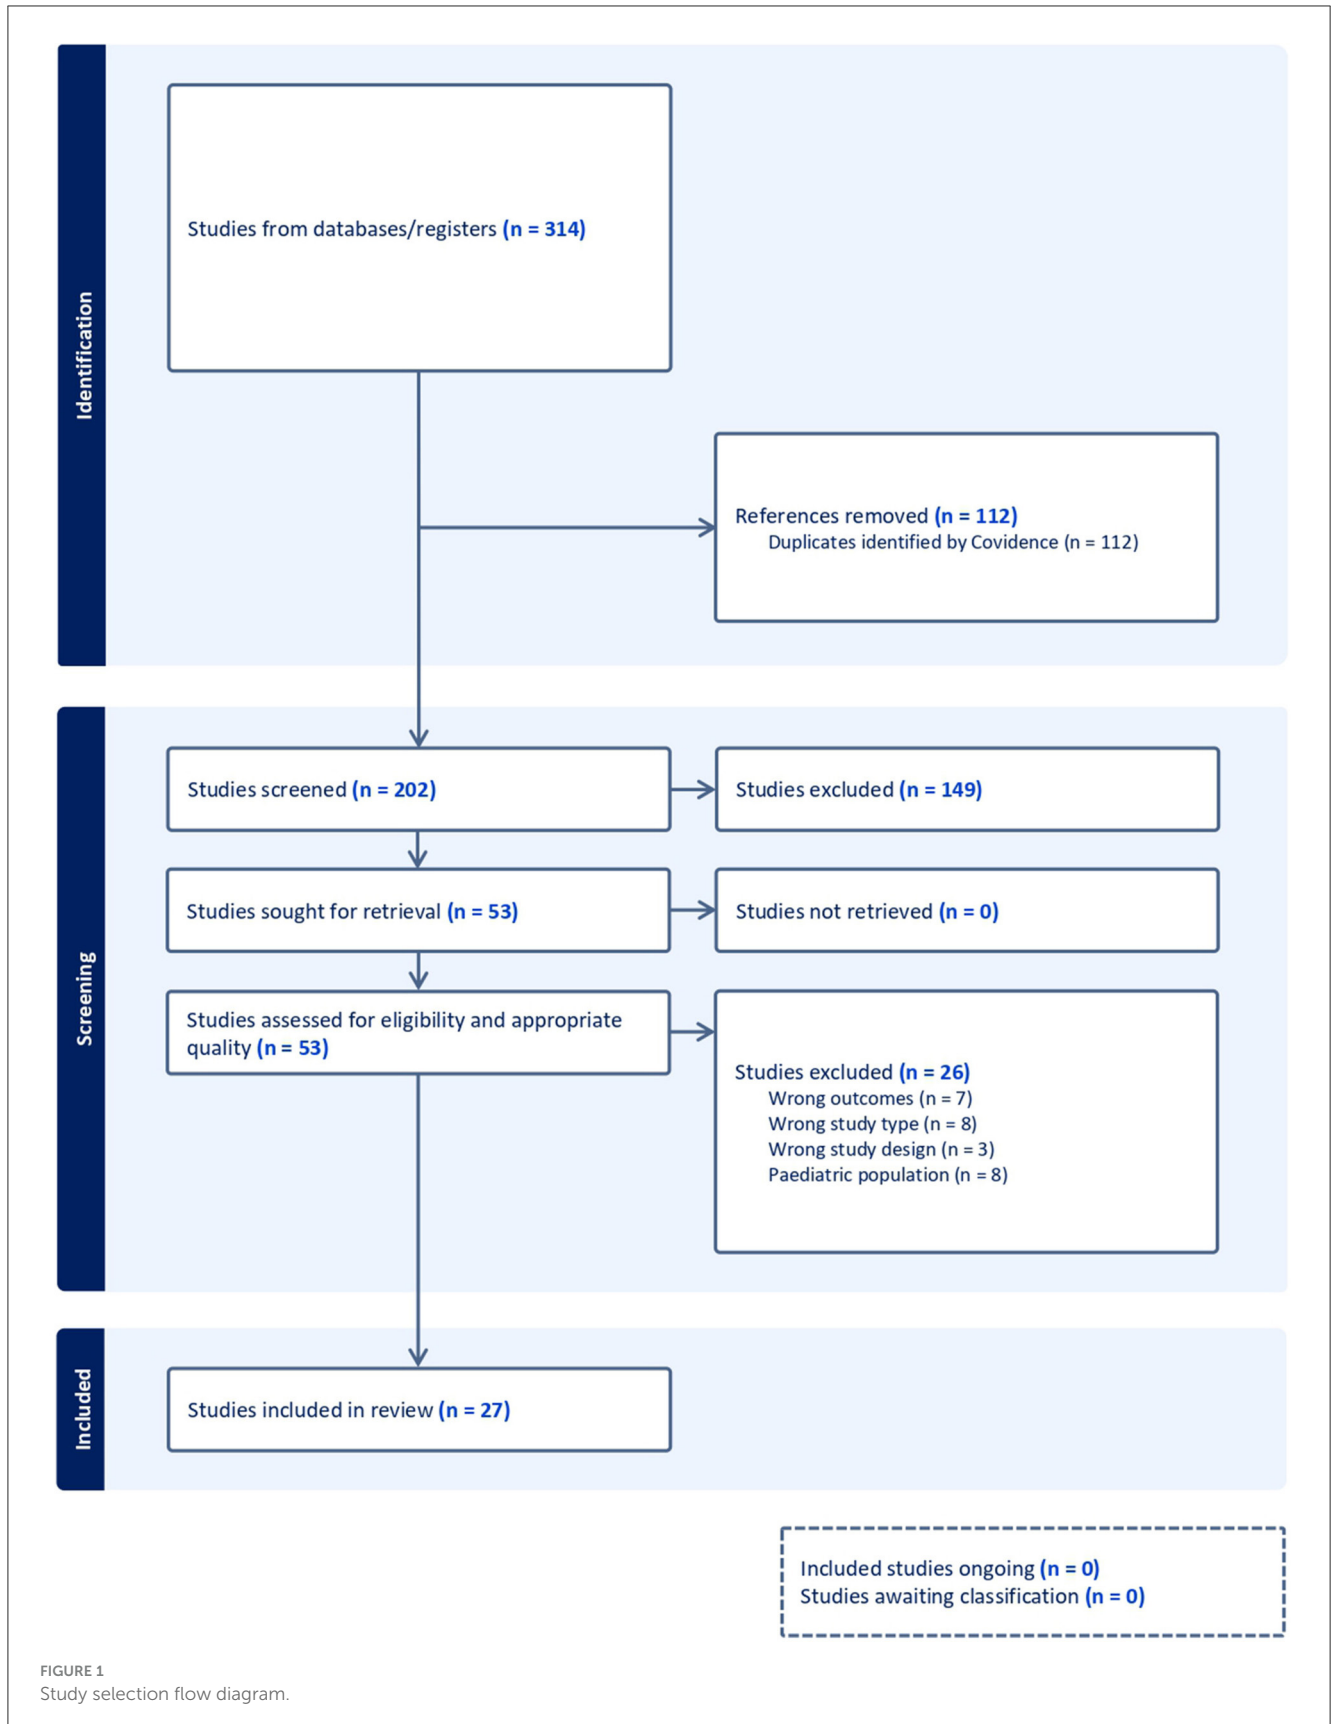 Identification
Studies from databases/registers (n = 314)
References removed (n = 112)
Duplicates identified by Covidence (n = 112)
Screening
Studies screened (n = 202)
Studies excluded (n = 149)
Studies sought for retrieval (n = 53)
Studies not retrieved (n = 0)
Studies assessed for eligibility and appropriate
quality (n = 53)
Studies excluded (n = 26)
Wrong outcomes (n = 7)
Wrong study type (n = 8)
Wrong study design (n = 3)
Paediatric population (n = 8)
Included
Studies included in review (n = 27)
Included studies ongoing (n = 0)
Studies awaiting classification (n = 0)
FIGURE 1
Study selection flow diagram.